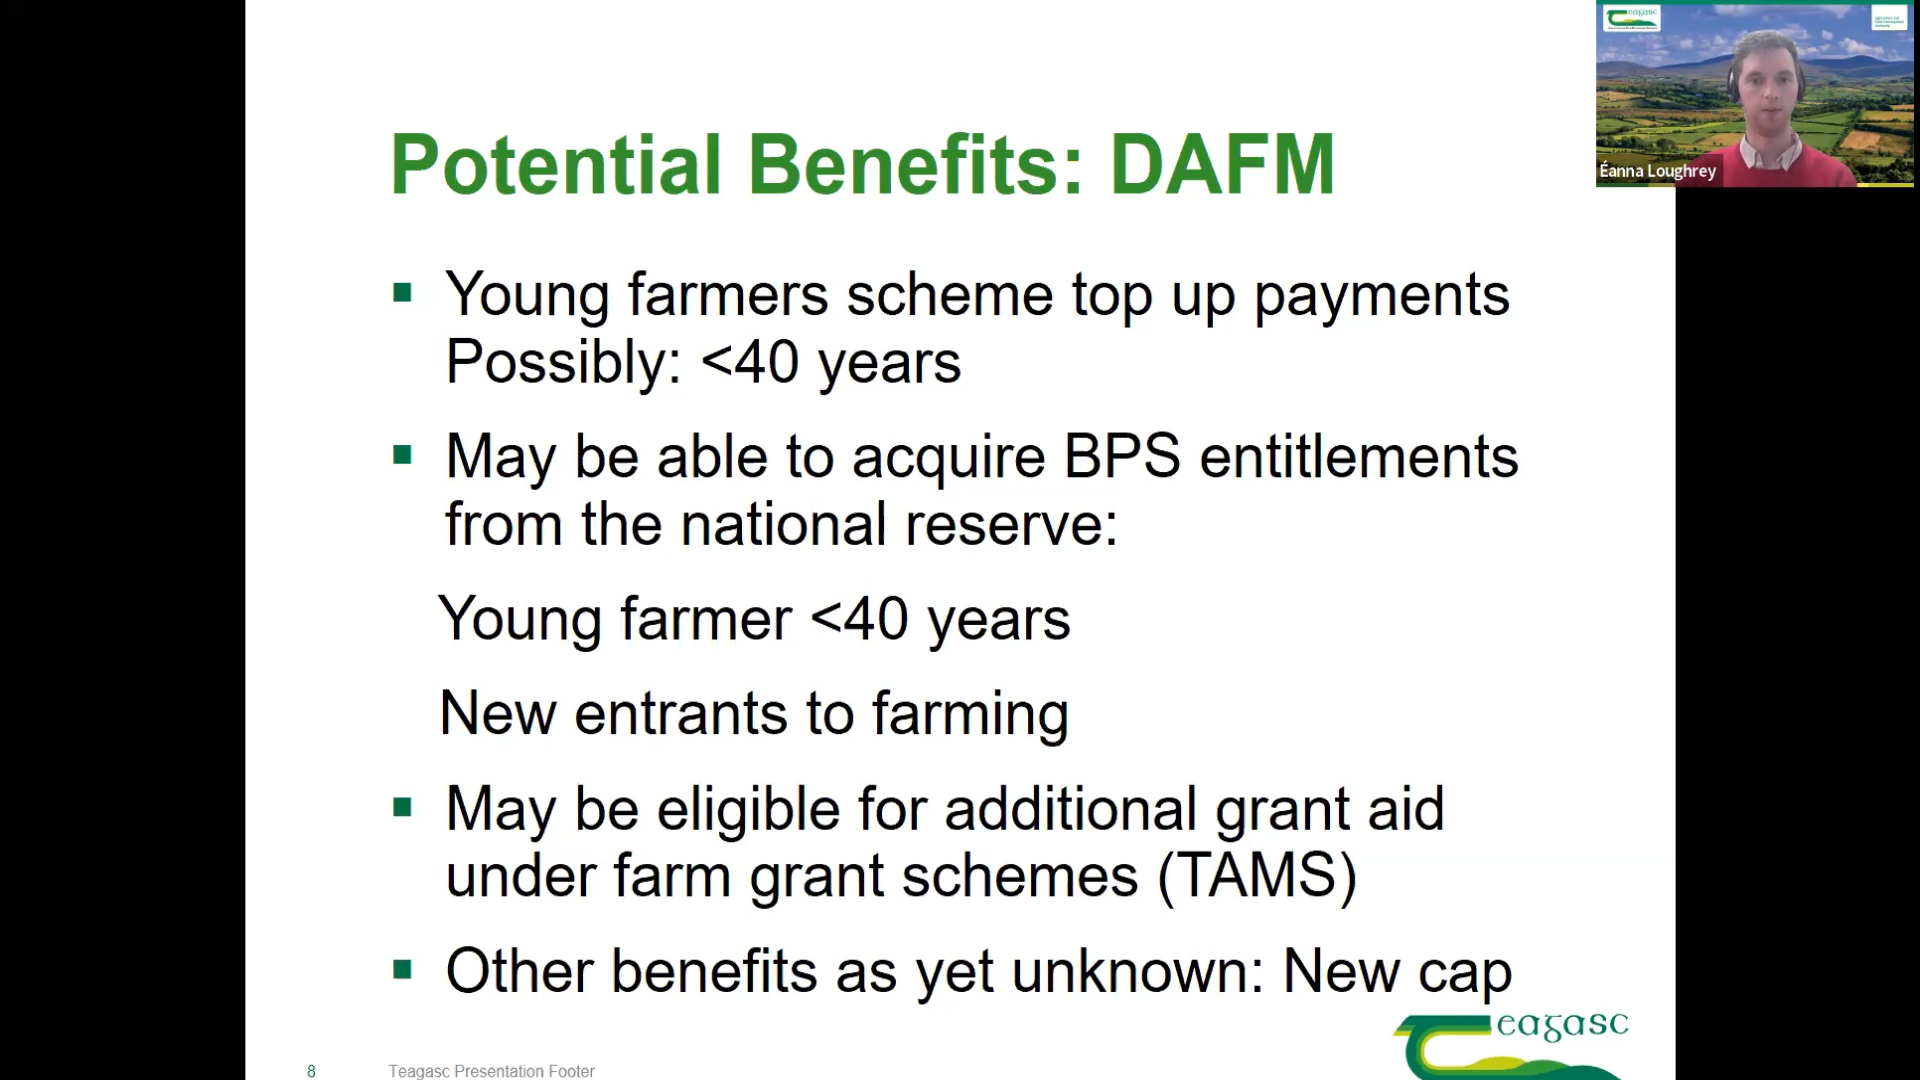 Potential Benefits: DAFM
Young farmers scheme top up payments
Possibly: <40 years
May be able to acquire BPS entitlements
from the national reserve:
Young farmer <40 years
New entrants to farming
May be eligible for additional grant aid
under farm grant schemes (TAMS)
Other benefits as yet unknown: New cap
8
Teagasc Presentation Footer
eagasc
eagasc
Éanna Loughrey